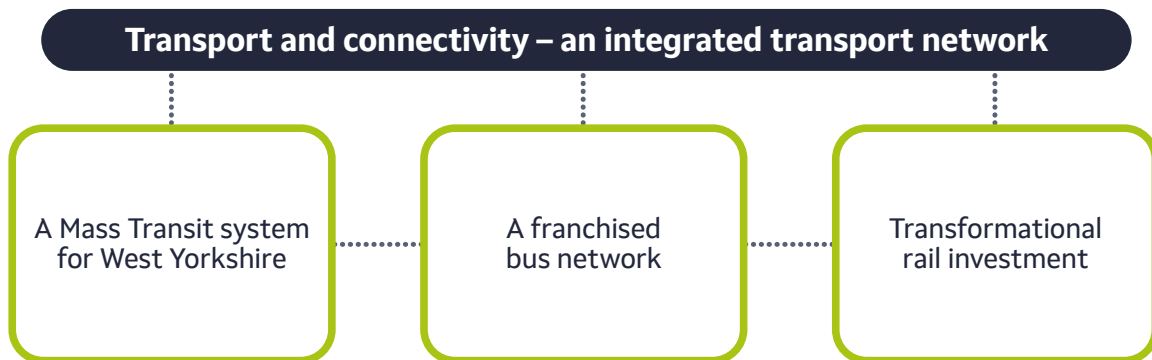 Transport and connectivity – an integrated transport network
A Mass Transit system
for West Yorkshire
A franchised
bus network
Transformational
rail investment